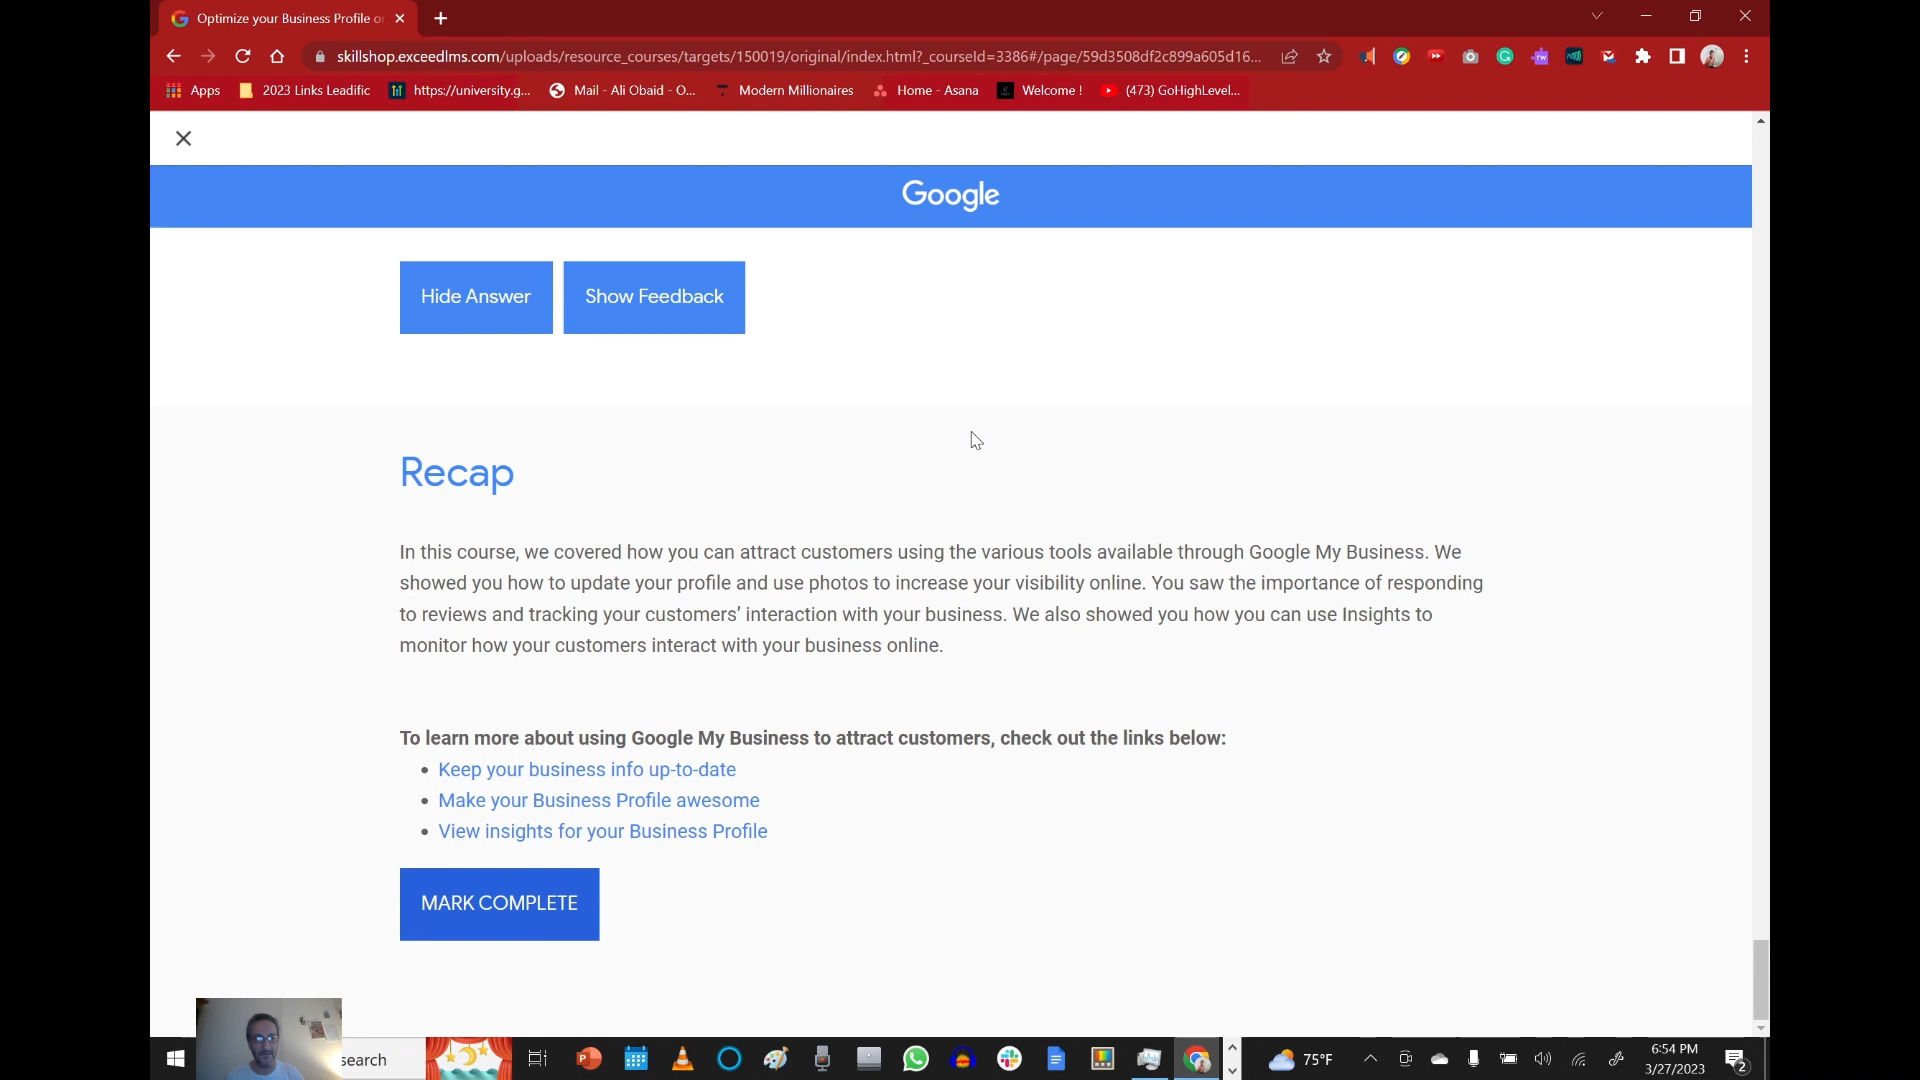 Optimize your Business Profile or
skillshop.exceedlms.com/uploads/resource_courses/targets/150019/original/index.html?_courseId=3386#/page/59d3508df2c899a605d16...
Apps 2023 Links Leadific https://university.g... Mail - Ali Obaid - O... Modern Millionaires Home - Asana Welcome ! (473) GoHighLevel...
Google
Hide Answer Show Feedback
Recap
In this course, we covered how you can attract customers using the various tools available through Google My Business. We
showed you how to update your profile and use photos to increase your visibility online. You saw the importance of responding
to reviews and tracking your customers’ interaction with your business. We also showed you how you can use Insights to
monitor how your customers interact with your business online.
To learn more about using Google My Business to attract customers, check out the links below:
• Keep your business info up-to-date
• Make your Business Profile awesome
• View insights for your Business Profile
MARK COMPLETE
search 75°F 6:54 PM
3/27/2023 2